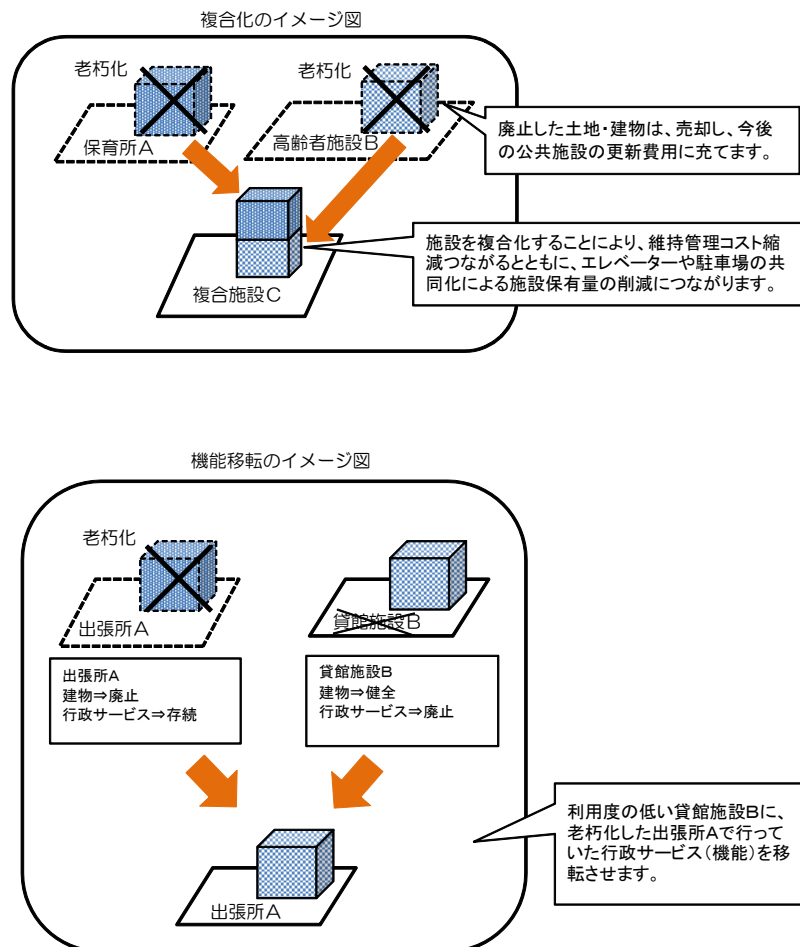 複合化のイメージ図
老朽化
老朽化
保育所A
高齢者施設B
廃止した土地・建物は、売却し、今後
の公共施設の更新費用に充てます。
施設を複合化することにより、維持管理コスト縮
減つながるとともに、エレベーターや駐車場の共
同化による施設保有量の削減につながります。
複合施設C
機能移転のイメージ図
老朽化
出張所A
貸館施設B
出張所A
建物⇒廃止
行政サービス⇒存続
貸館施設B
建物⇒健全
行政サービス⇒廃止
利用度の低い貸館施設Bに、
老朽化した出張所Aで行って
いた行政サービス(機能)を移
転させます。
出張所A